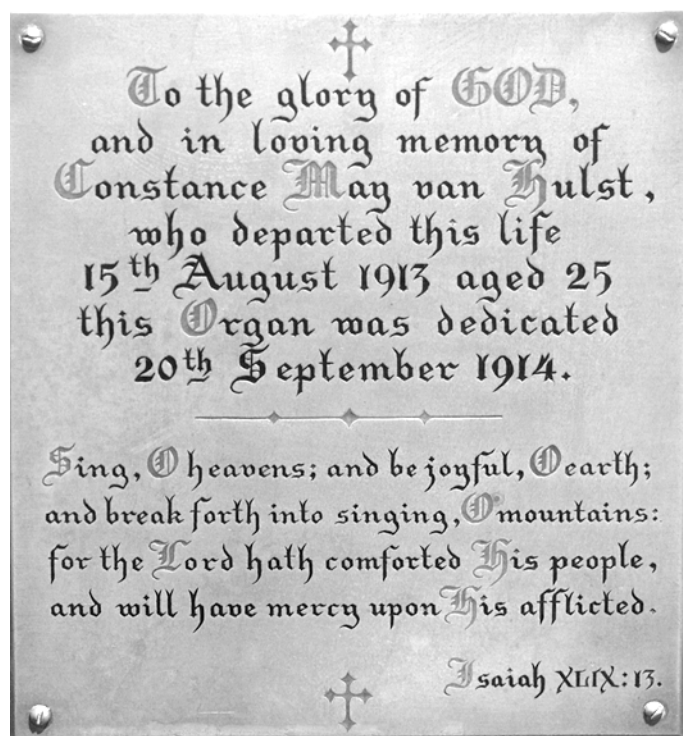 To the glory of GOD,
and in loving memory of
Constance May van Hulst,
who departed this life
15th August 1913 aged 25
this Organ was dedicated
20th September 1914.
Sing, O heavens; and be joyful, O earth;
and break forth into singing, O mountains:
for the Lord hath comforted His people,
and will have mercy upon His afflicted.
Isaiah XLIX:13.